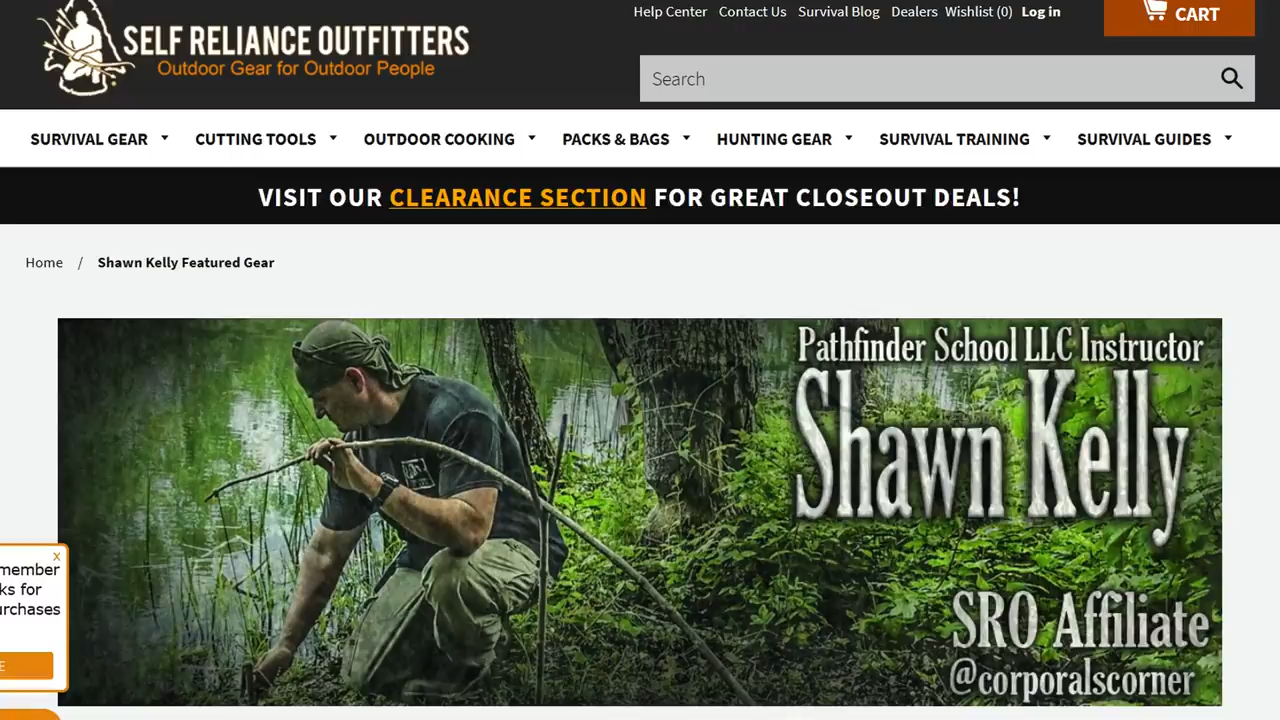 SELF RELIANCE OUTFITTERS
Outdoor Gear for Outdoor People
Help Center Contact Us Survival Blog Dealers Wishlist (0) Log in
CART
Search
SURVIVAL GEAR CUTTING TOOLS OUTDOOR COOKING PACKS & BAGS HUNTING GEAR SURVIVAL TRAINING SURVIVAL GUIDES
VISIT OUR CLEARANCE SECTION FOR GREAT CLOSEOUT DEALS!
Home / Shawn Kelly Featured Gear
Pathfinder School LLC Instructor
Shawn Kelly
SRO Affiliate
@corporalscorner
x
member
for